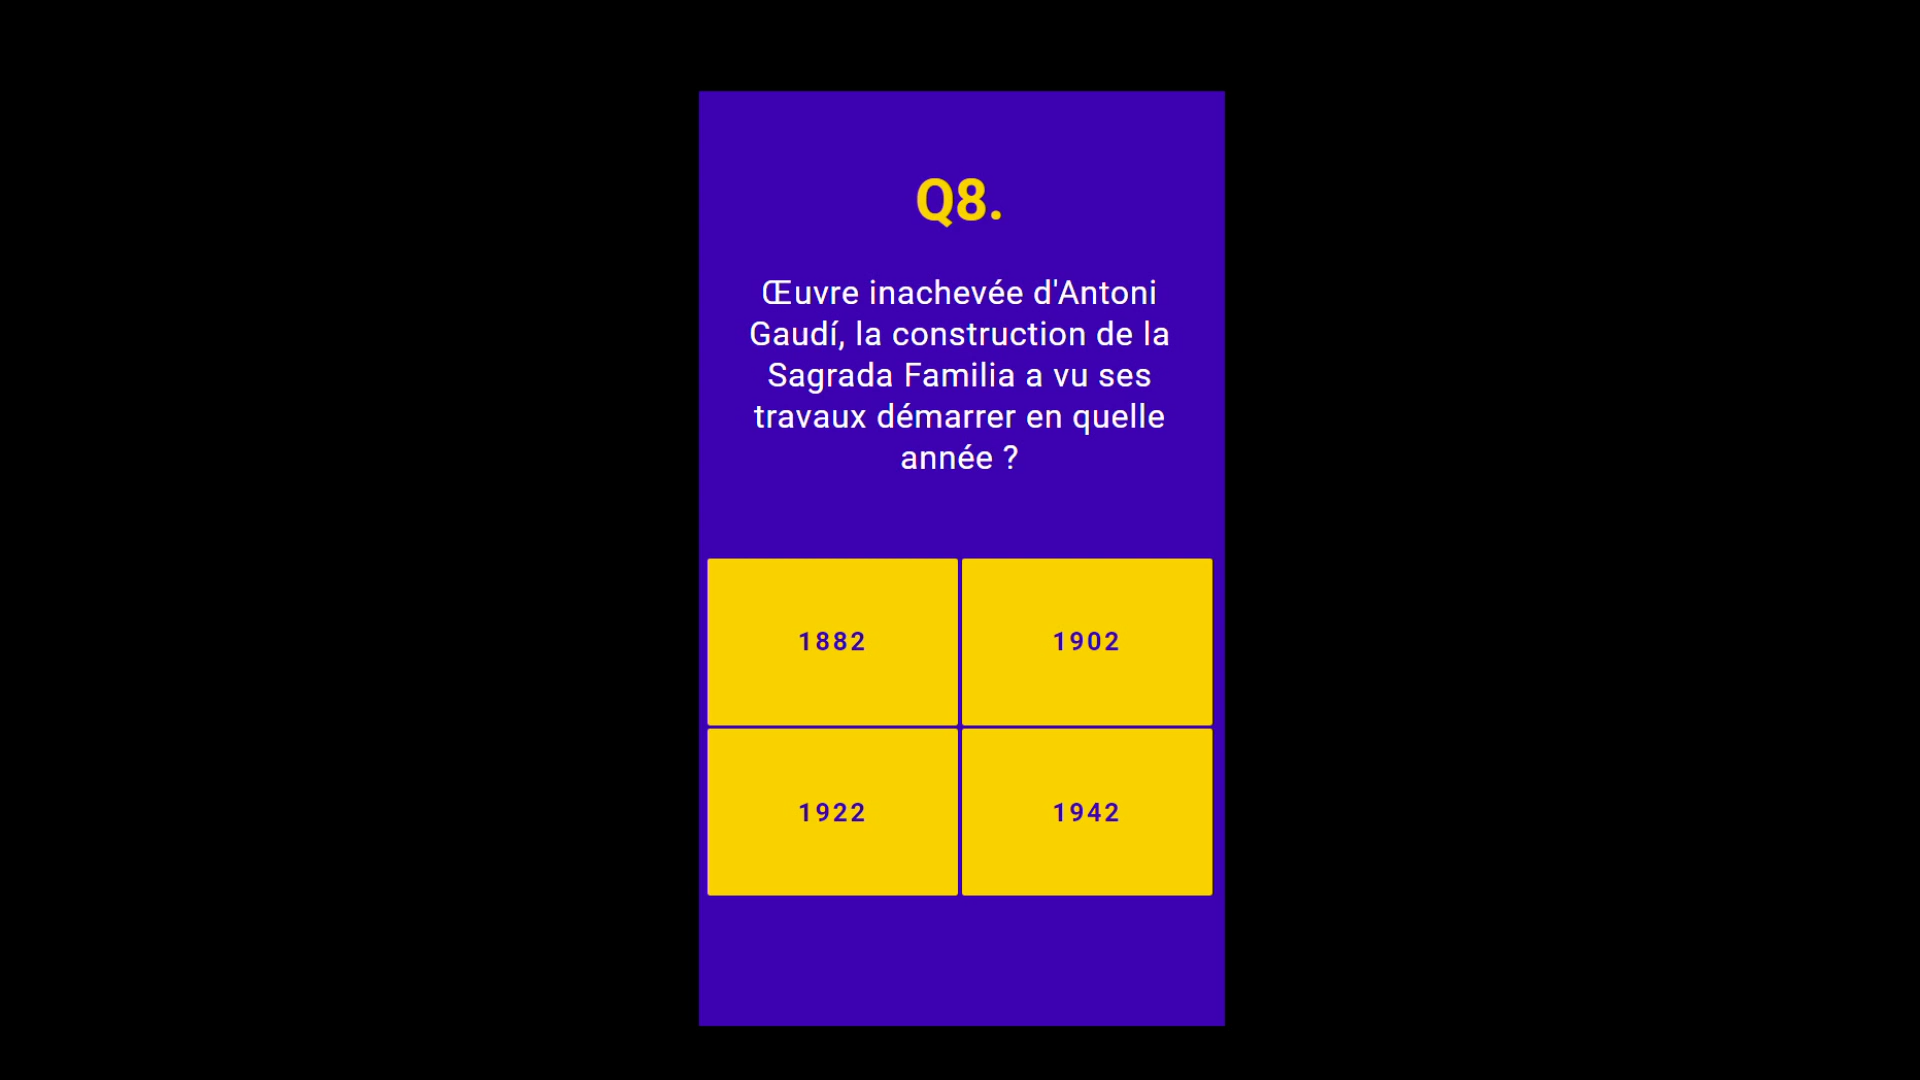 Q8.
Œuvre inachevée d'Antoni
Gaudí, la construction de la
Sagrada Familia a vu ses
travaux démarrer en quelle
année ?
1882
1902
1922
1942